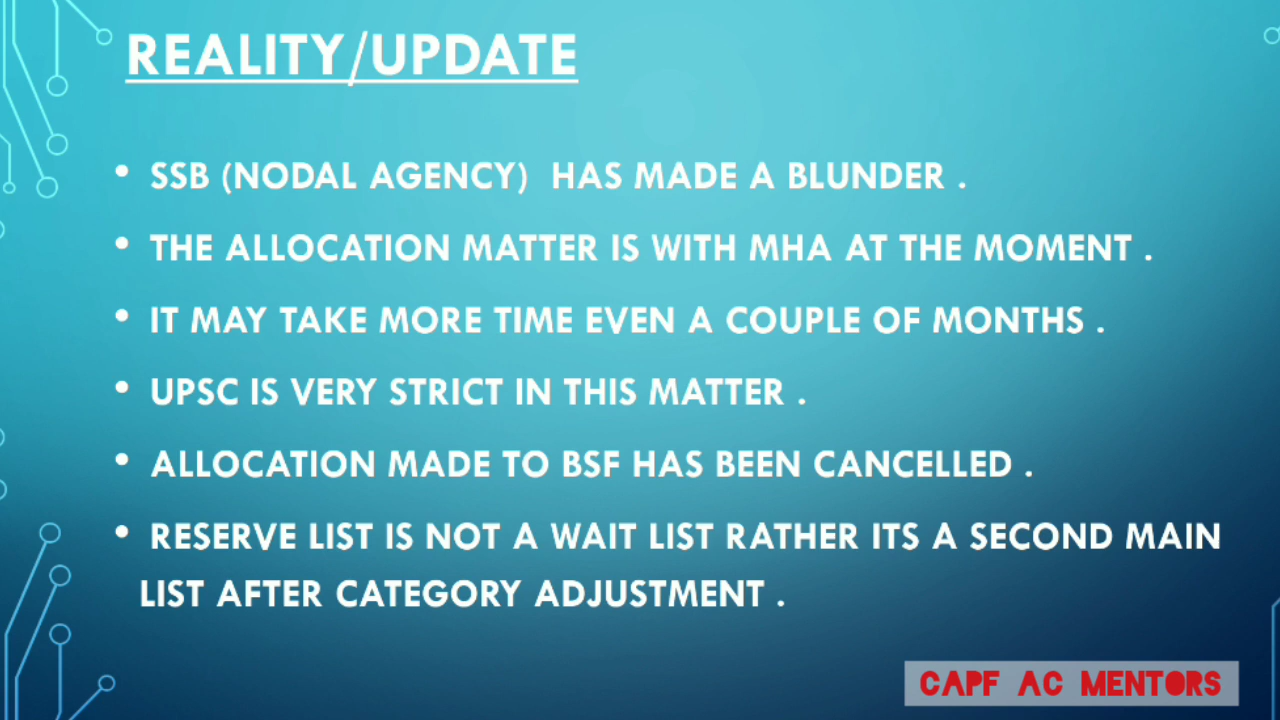 REALITY/UPDATE
• SSB (NODAL AGENCY) HAS MADE A BLUNDER .
• THE ALLOCATION MATTER IS WITH MHA AT THE MOMENT .
• IT MAY TAKE MORE TIME EVEN A COUPLE OF MONTHS .
• UPSC IS VERY STRICT IN THIS MATTER .
• ALLOCATION MADE TO BSF HAS BEEN CANCELLED .
• RESERVE LIST IS NOT A WAIT LIST RATHER ITS A SECOND MAIN
LIST AFTER CATEGORY ADJUSTMENT .
CAPF AC MENTORS